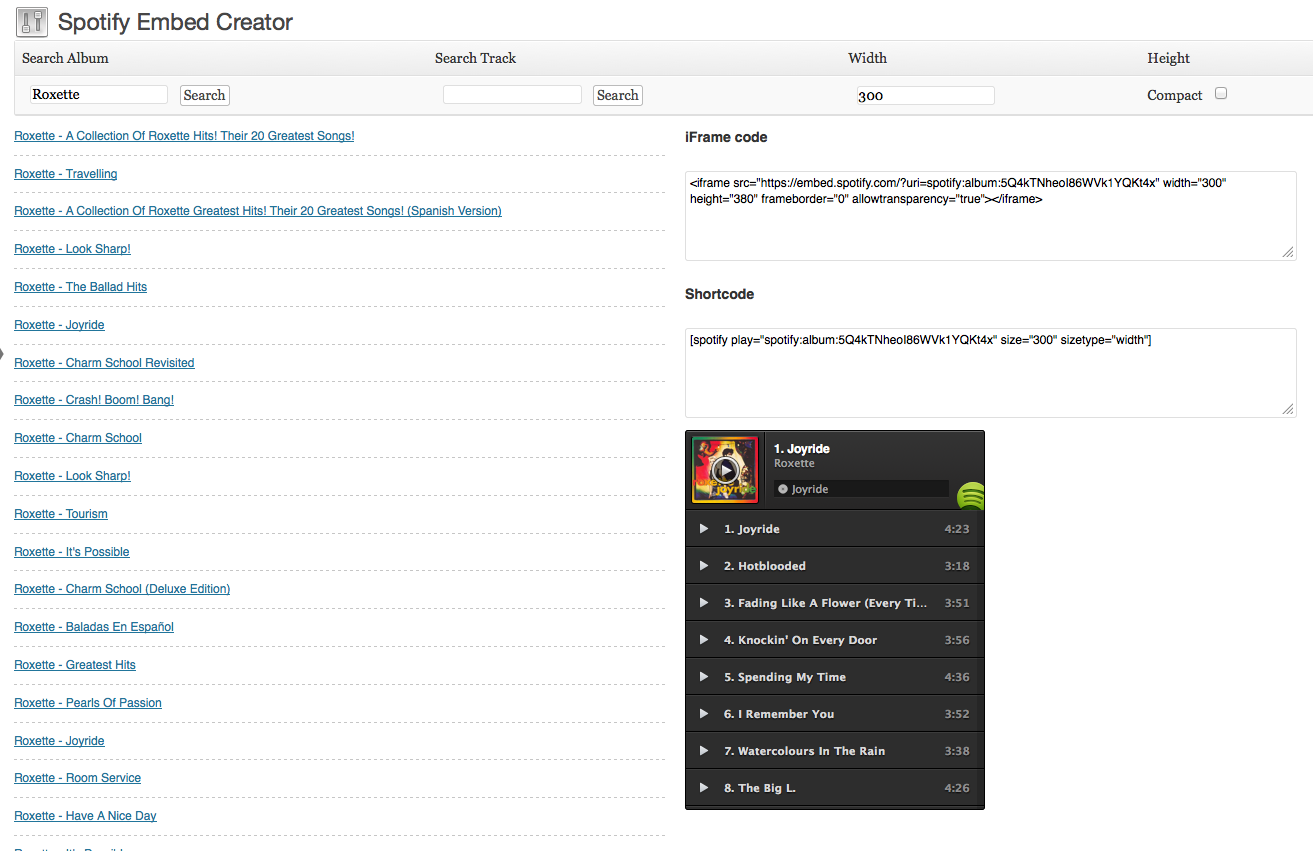 Spotify Embed Creator
Search Album Search Track Width Height
Roxette Search Search 300 Compact
Roxette - A Collection Of Roxette Hits! Their 20 Greatest Songs!
Roxette - Travelling
Roxette - A Collection Of Roxette Greatest Hits! Their 20 Greatest Songs! (Spanish Version)
Roxette - Look Sharp!
Roxette - The Ballad Hits
Roxette - Joyride
Roxette - Charm School Revisited
Roxette - Crash! Boom! Bang!
Roxette - Charm School
Roxette - Look Sharp!
Roxette - Tourism
Roxette - It's Possible
Roxette - Charm School (Deluxe Edition)
Roxette - Baladas En Español
Roxette - Greatest Hits
Roxette - Pearls Of Passion
Roxette - Joyride
Roxette - Room Service
Roxette - Have A Nice Day
iFrame code
<iframe src="https://embed.spotify.com/?uri=spotify:album:5Q4kTNheoI86WVk1YQKt4x" width="300"
height="380" frameborder="0" allowtransparency="true"></iframe>
Shortcode
[spotify play="spotify:album:5Q4kTNheoI86WVk1YQKt4x" size="300" sizetype="width"]
1. Joyride
Roxette
Joyride
1. Joyride 4:23
2. Hotblooded 3:18
3. Fading Like A Flower (Every Ti... 3:51
4. Knockin' On Every Door 3:56
5. Spending My Time 4:36
6. I Remember You 3:52
7. Watercolours In The Rain 3:38
8. The Big L. 4:26